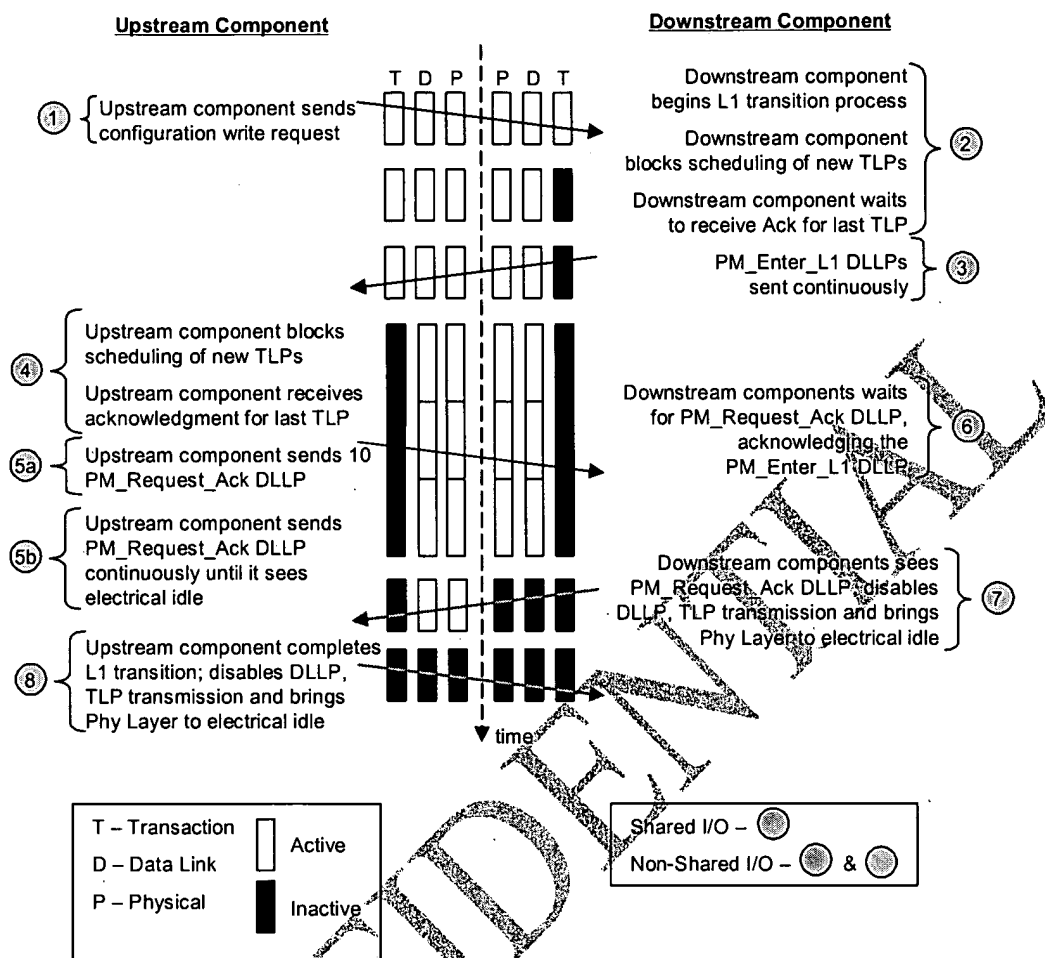 Upstream Component
Downstream Component
T D P P D T
1
Upstream component sends
configuration write request
Downstream component
begins L1 transition process
Downstream component
blocks scheduling of new TLPs
Downstream component waits
to receive Ack for last TLP
2
PM_Enter_L1 DLLPs
sent continuously
3
4
Upstream component blocks
scheduling of new TLPs
Upstream component receives
acknowledgment for last TLP
Downstream components waits
for PM_Request_Ack DLLP,
acknowledging the
PM_Enter_L1 DLLP
6
5a
Upstream component sends 10
PM_Request_Ack DLLP
5b
Upstream component sends
PM_Request_Ack DLLP
continuously until it sees
electrical idle
Downstream components sees
PM_Request_Ack DLLP, disables
DLLP, TLP transmission and brings
Phy Layer to electrical idle
7
8
Upstream component completes
L1 transition; disables DLLP,
TLP transmission and brings
Phy Layer to electrical idle
time
T – Transaction
D – Data Link
P – Physical
Active
Inactive
Shared I/O –
Non-Shared I/O – &
IDENTIAL